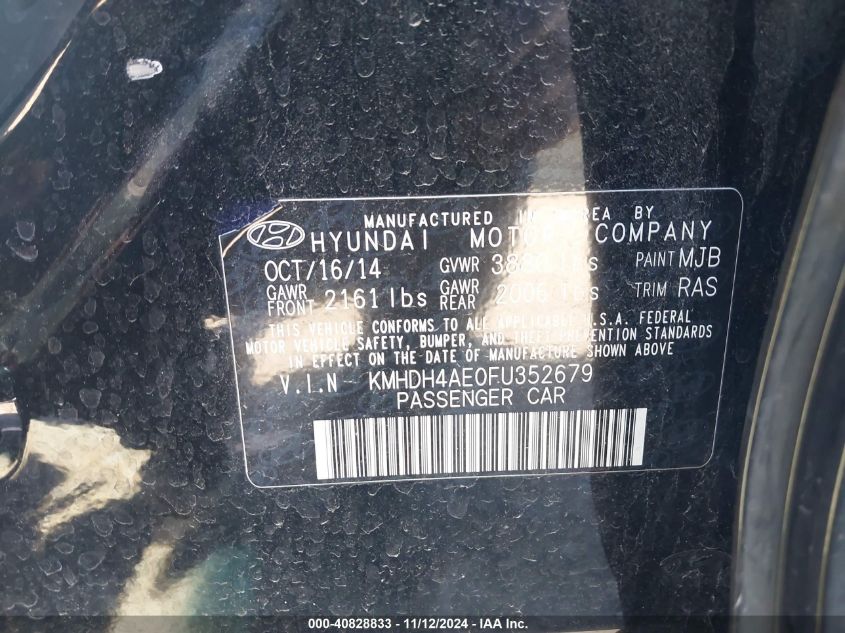 MANUFACTURED IN KOREA BY
HYUNDAI MOTOR COMPANY
OCT/16/14 GVWR lbs PAINT MJB
GAWR FRONT 2161 lbs GAWR REAR 2006 lbs TRIM RAS
THIS VEHICLE CONFORMS TO ALL APPLICABLE U.S.A. FEDERAL
MOTOR VEHICLE SAFETY, BUMPER, AND THEFT PREVENTION STANDARDS
IN EFFECT ON THE DATE OF MANUFACTURE SHOWN ABOVE
V.I.N KMHDH4AE0FU352679
PASSENGER CAR
000-40828833 - 11/12/2024 - IAA Inc.